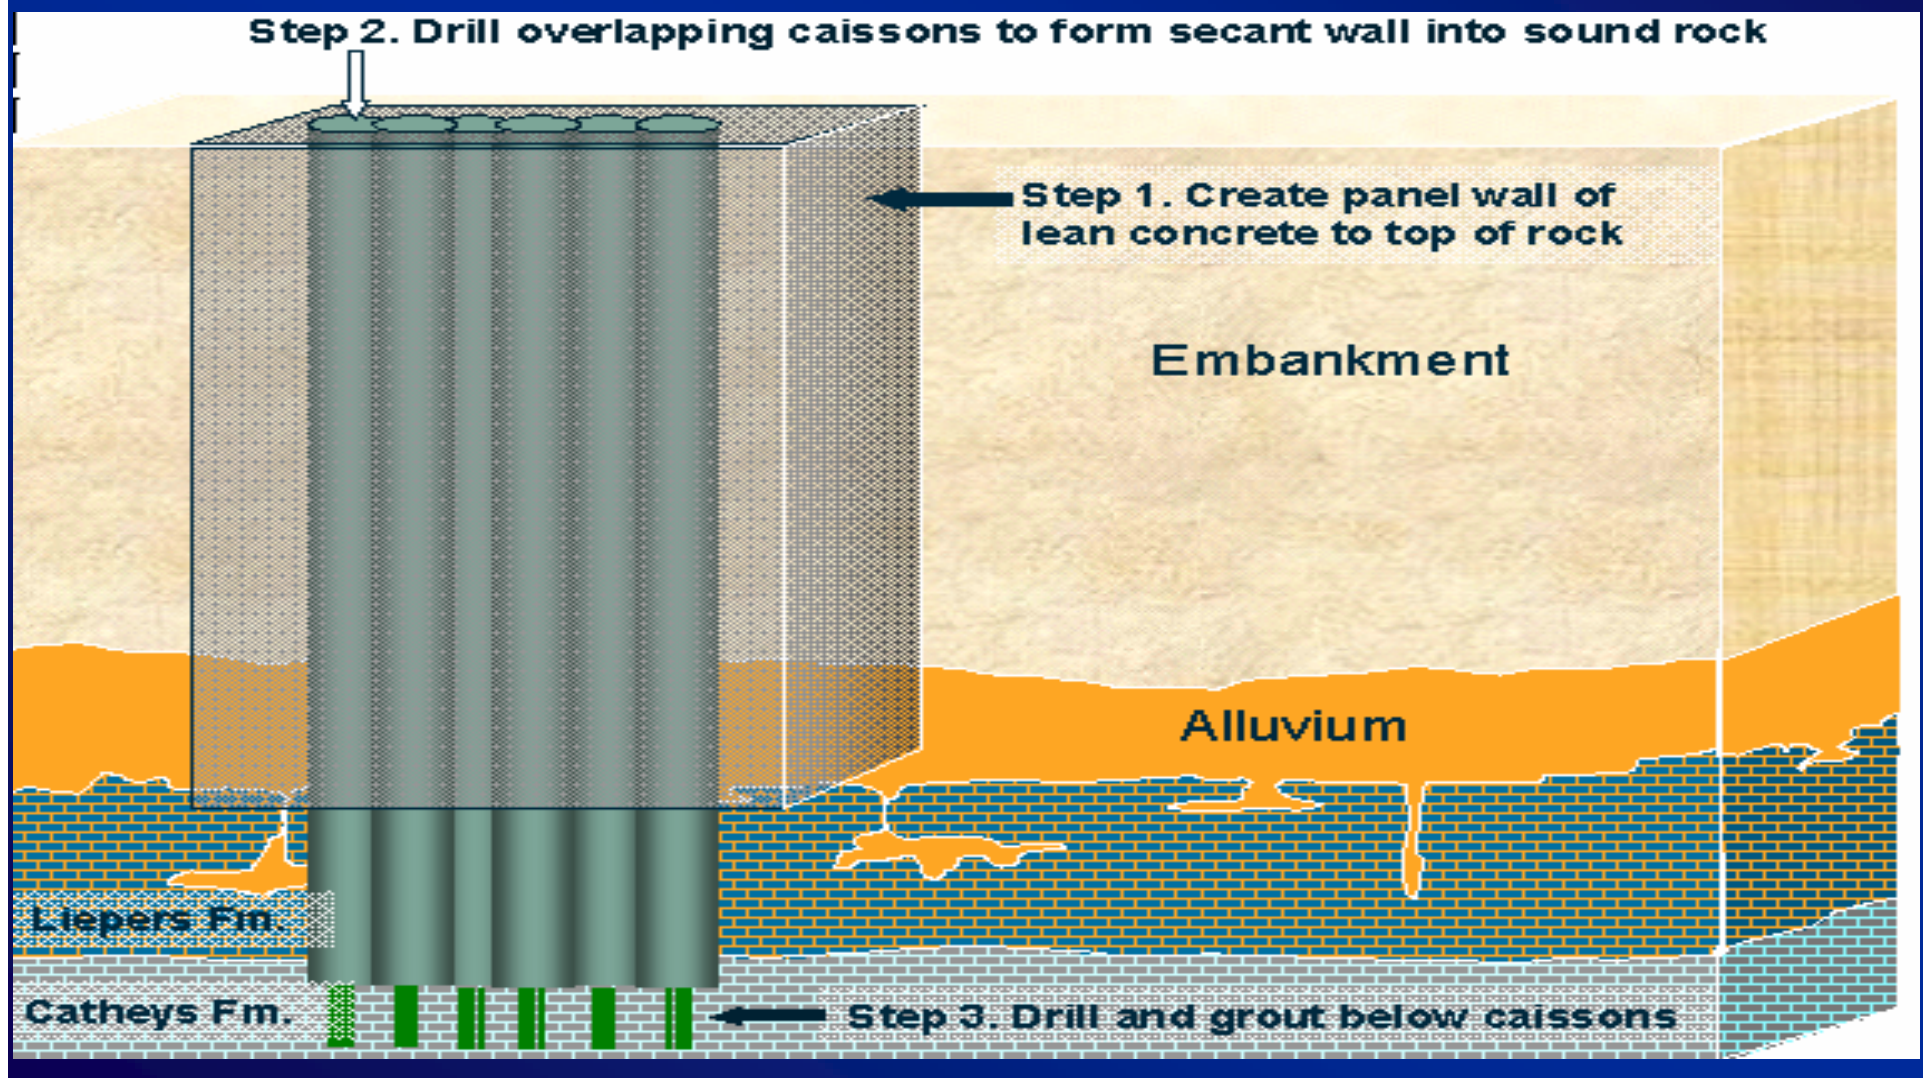 Step 2. Drill overlapping caissons to form secant wall into sound rock
Step 1. Create panel wall of
lean concrete to top of rock
Embankment
Alluvium
Liepers Fm.
Catheys Fm.
Step 3. Drill and grout below caissons